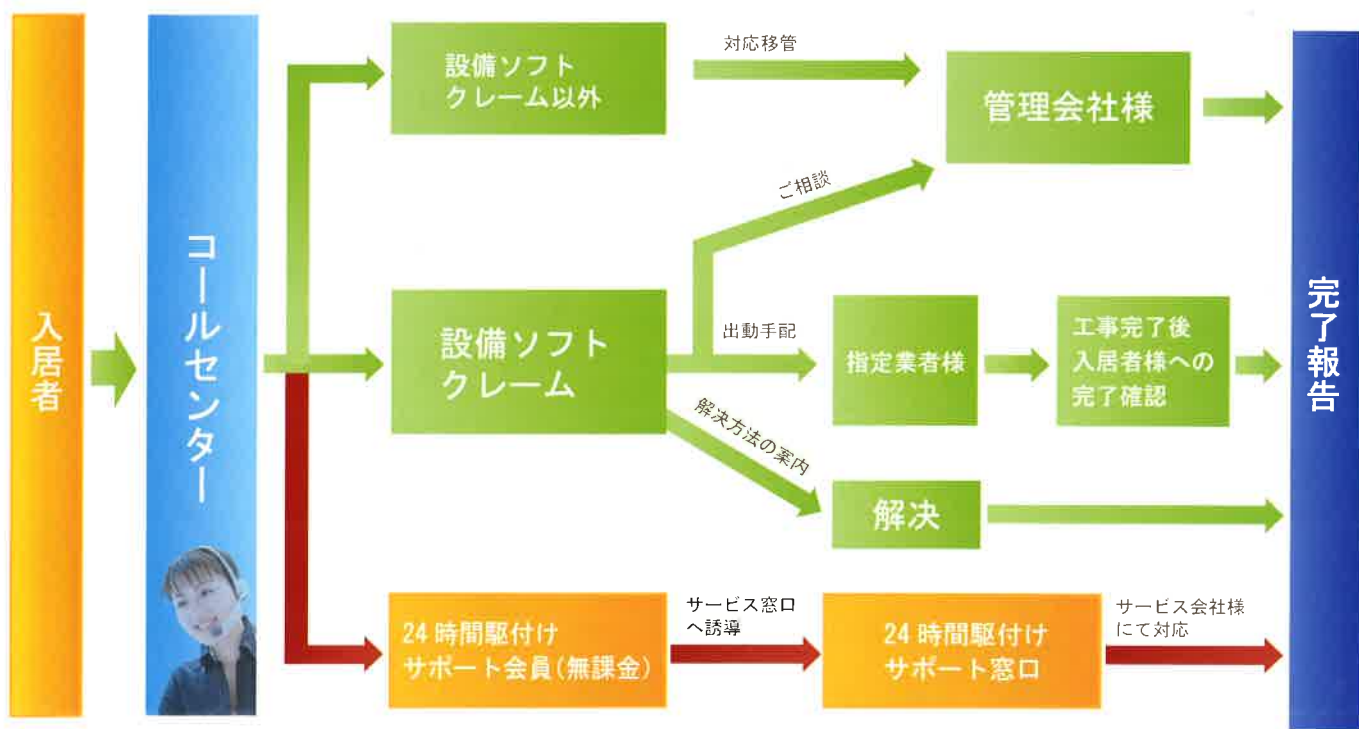 入居者
コールセンター
設備ソフト
クレーム以外
対応移管
管理会社様
ご相談
設備ソフト
クレーム
出動手配
指定業者様
工事完了後
入居者様への
完了確認
解決方法の案内
解決
24時間駆付け
サポート会員(無課金)
サービス窓口
へ誘導
24時間駆付け
サポート窓口
サービス会社様
にて対応
完了報告